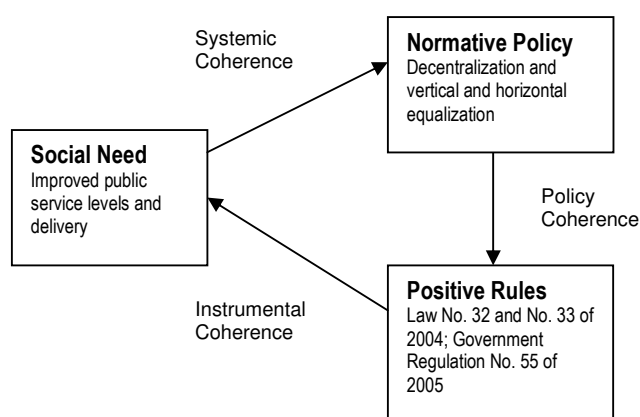 Systemic
Coherence
Normative Policy
Decentralization and
vertical and horizontal
equalization
Social Need
Improved public
service levels and
delivery
Policy
Coherence
Instrumental
Coherence
Positive Rules
Law No. 32 and No. 33 of
2004; Government
Regulation No. 55 of
2005